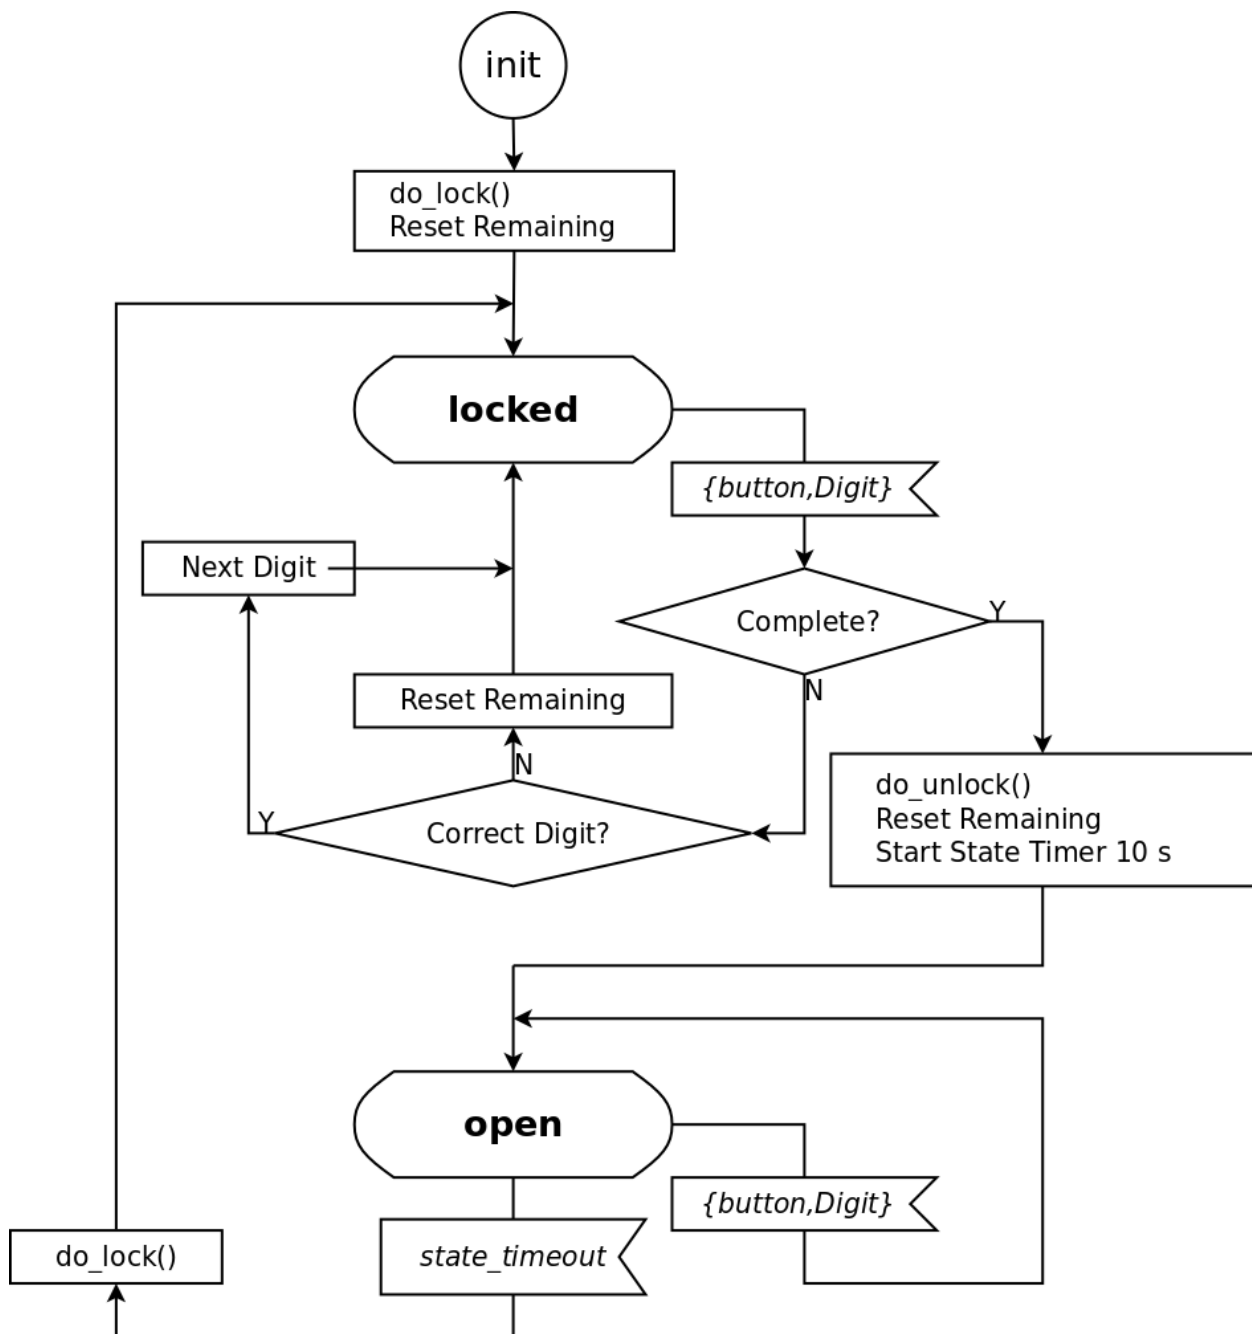 init
do_lock()
Reset Remaining
locked
{button,Digit}
Next Digit
Complete?
Y
N
Reset Remaining
N
Y
Correct Digit?
do_unlock()
Reset Remaining
Start State Timer 10 s
open
{button,Digit}
do_lock()
state_timeout